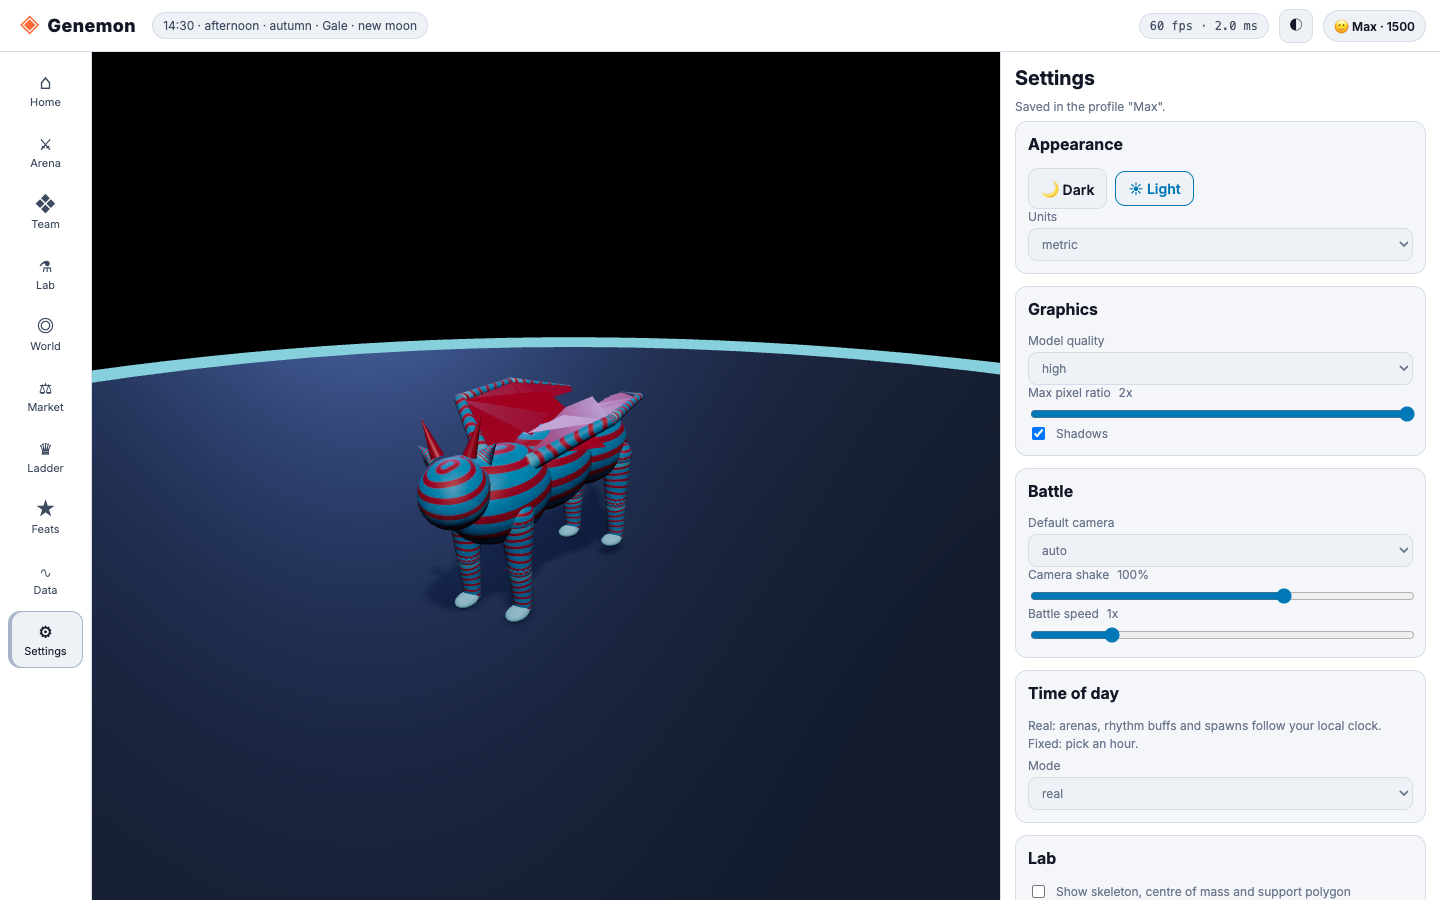 Genemon
14:30 · afternoon · autumn · Gale · new moon
60 fps · 2.0 ms
Max · 1500
Home
Arena
Team
Lab
World
Market
Ladder
Feats
Data
Settings
Settings
Saved in the profile "Max".
Appearance
Dark
Light
Units
metric
Graphics
Model quality
high
Max pixel ratio 2x
Shadows
Battle
Default camera
auto
Camera shake 100%
Battle speed 1x
Time of day
Real: arenas, rhythm buffs and spawns follow your local clock.
Fixed: pick an hour.
Mode
real
Lab
Show skeleton, centre of mass and support polygon